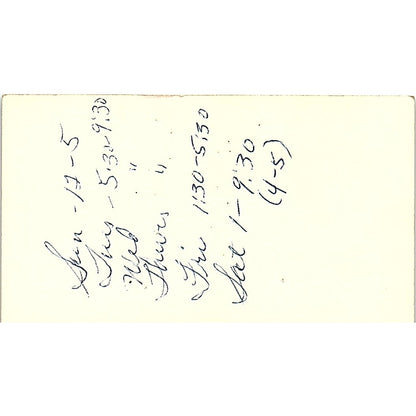 Sun - 12 - 5
Tues - 5:30-9:30
Wed "
Thurs "
Fri 1:30-5:30
Sat 1-9:30
(4-5)